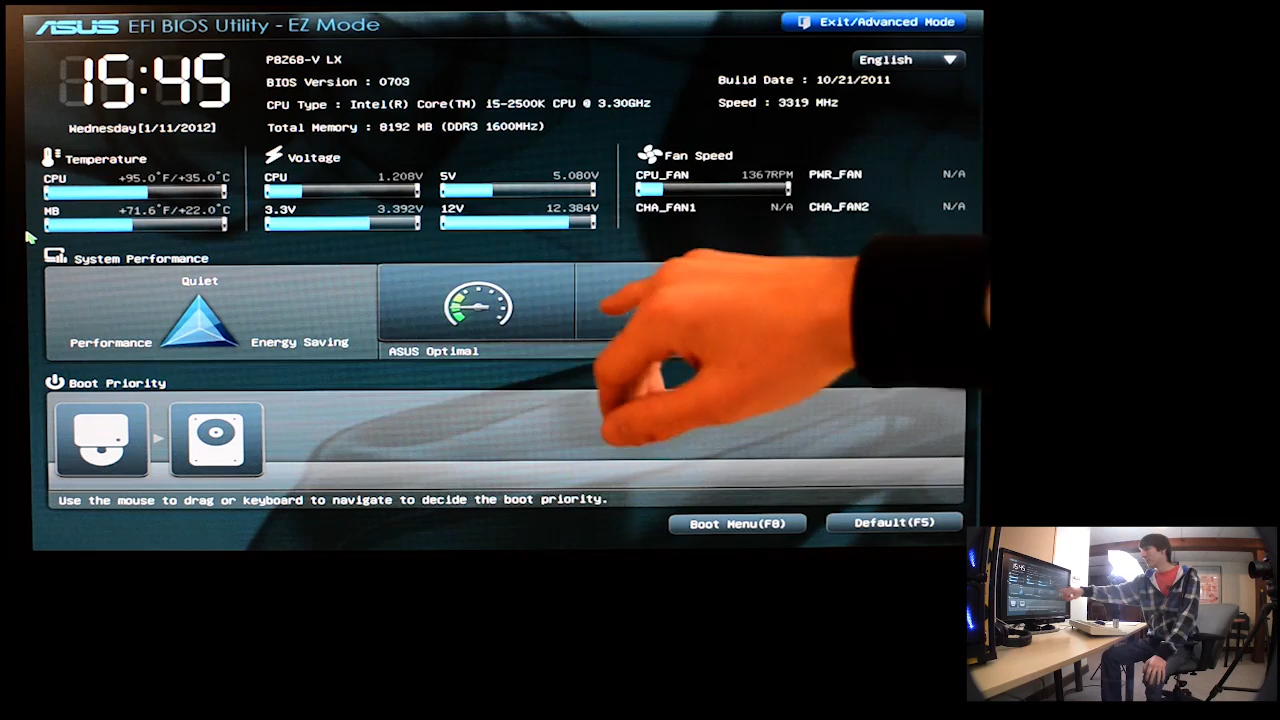 ASUS EFI BIOS Utility - EZ Mode
Exit/Advanced Mode
15:45
Wednesday[1/11/2012]
P8Z68-V LX
BIOS Version : 0703
CPU Type : Intel(R) Core(TM) i5-2500K CPU @ 3.30GHz
Total Memory : 8192 MB (DDR3 1600MHz)
English
Build Date : 10/21/2011
Speed : 3319 MHz
Temperature
CPU +95.0°F/+35.0°C
MB +71.6°F/+22.0°C
Voltage
CPU 1.208V 5V 5.080V
3.3V 3.392V 12V 12.384V
Fan Speed
CPU_FAN 1367RPM PWR_FAN N/A
CHA_FAN1 N/A CHA_FAN2 N/A
System Performance
Quiet
Performance Energy Saving
ASUS Optimal
Boot Priority
Use the mouse to drag or keyboard to navigate to decide the boot priority.
Boot Menu(F8) Default(F5)
15:45